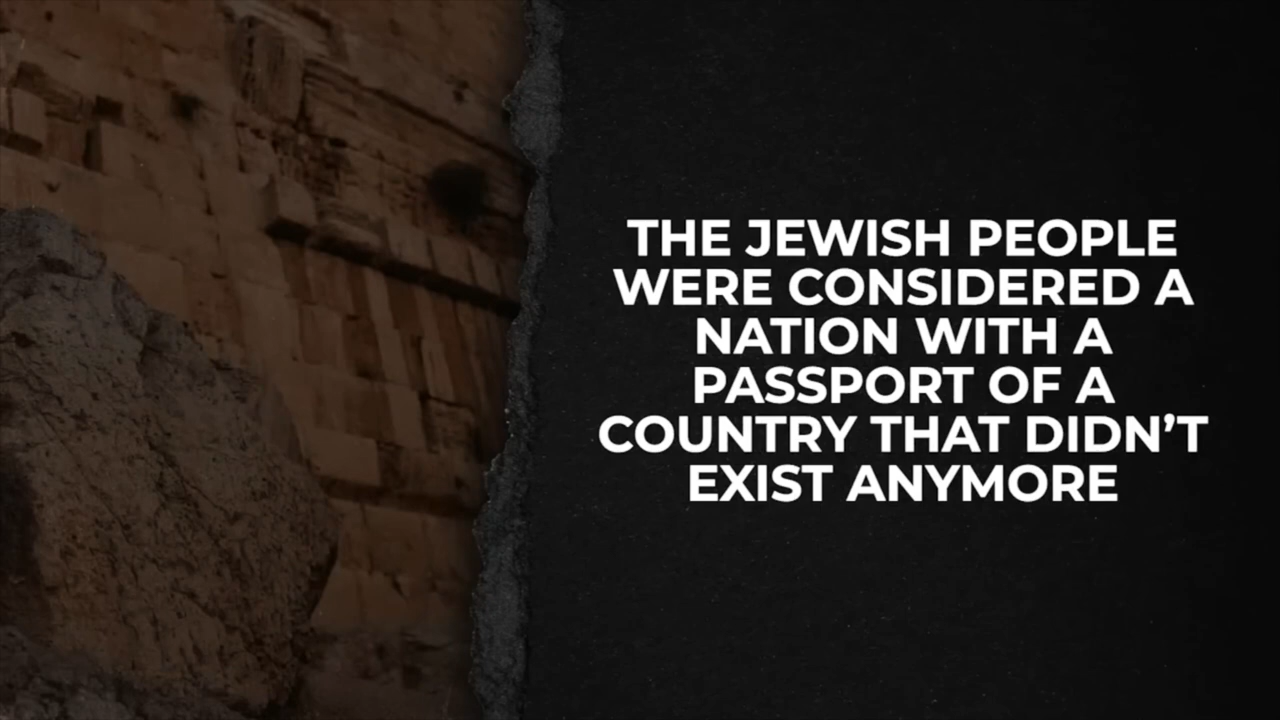 THE JEWISH PEOPLE
WERE CONSIDERED A
NATION WITH A
PASSPORT OF A
COUNTRY THAT DIDN’T
EXIST ANYMORE